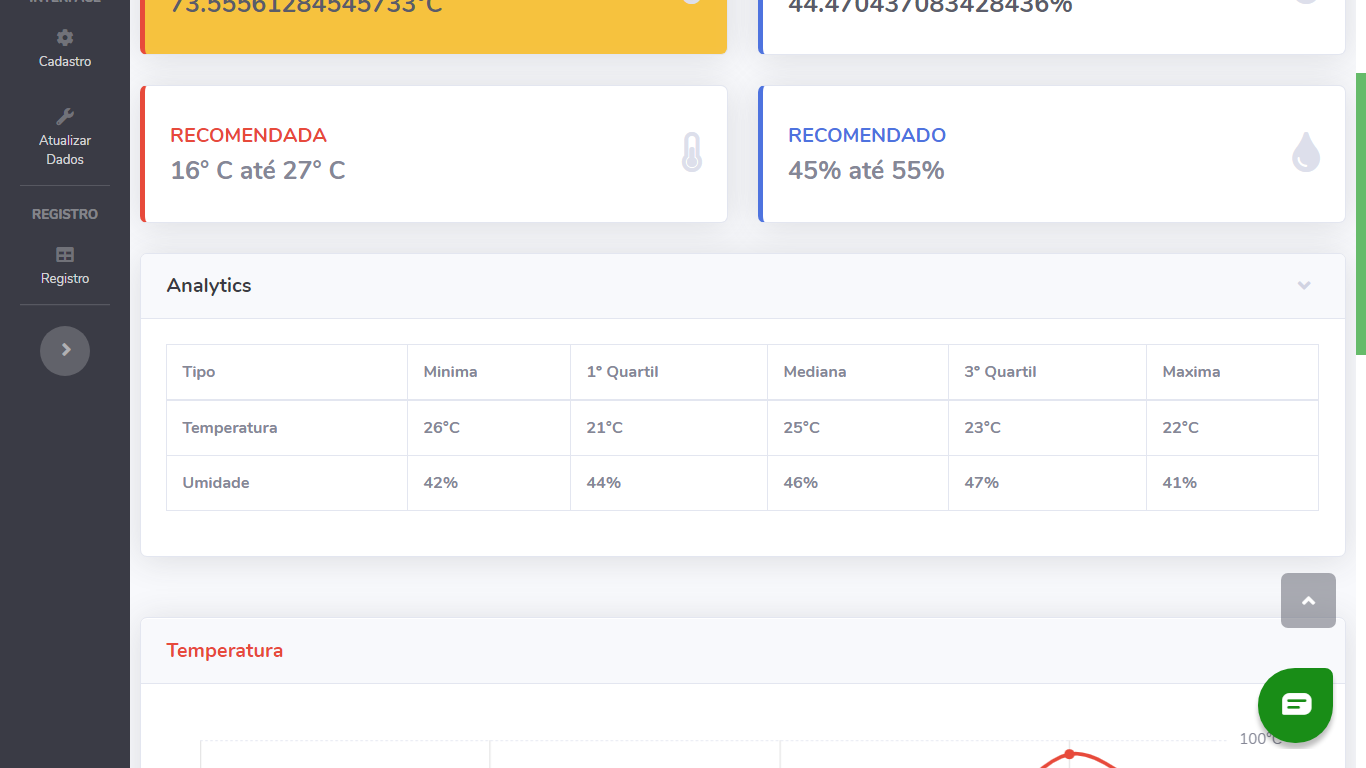 INTERFACE
73.55561284545733°C
44.470437083428436%
Cadastro
Atualizar
Dados
REGISTRO
Registro
RECOMENDADA
16° C até 27° C
RECOMENDADO
45% até 55%
Analytics
Tipo Minima 1° Quartil Mediana 3° Quartil Maxima
Temperatura 26°C 21°C 25°C 23°C 22°C
Umidade 42% 44% 46% 47% 41%
Temperatura
100°C